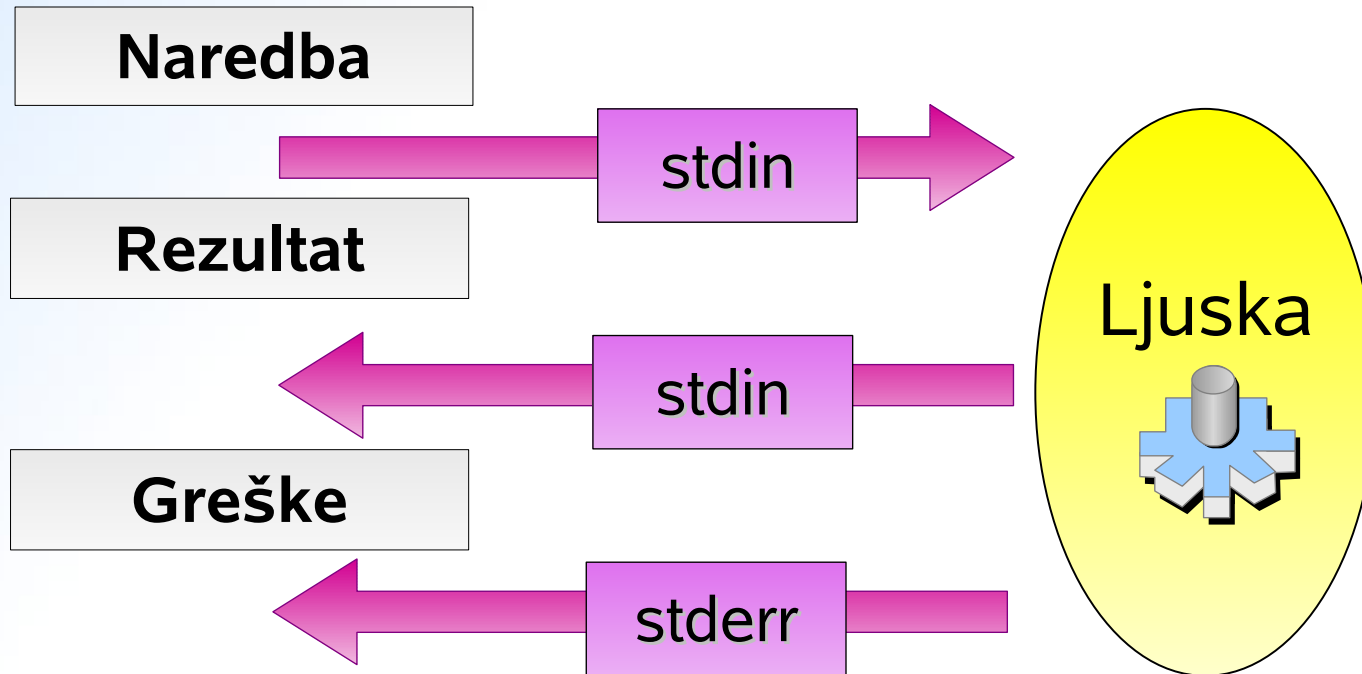 Naredba
stdin
Rezultat
Ljuska
stdin
Greške
stderr